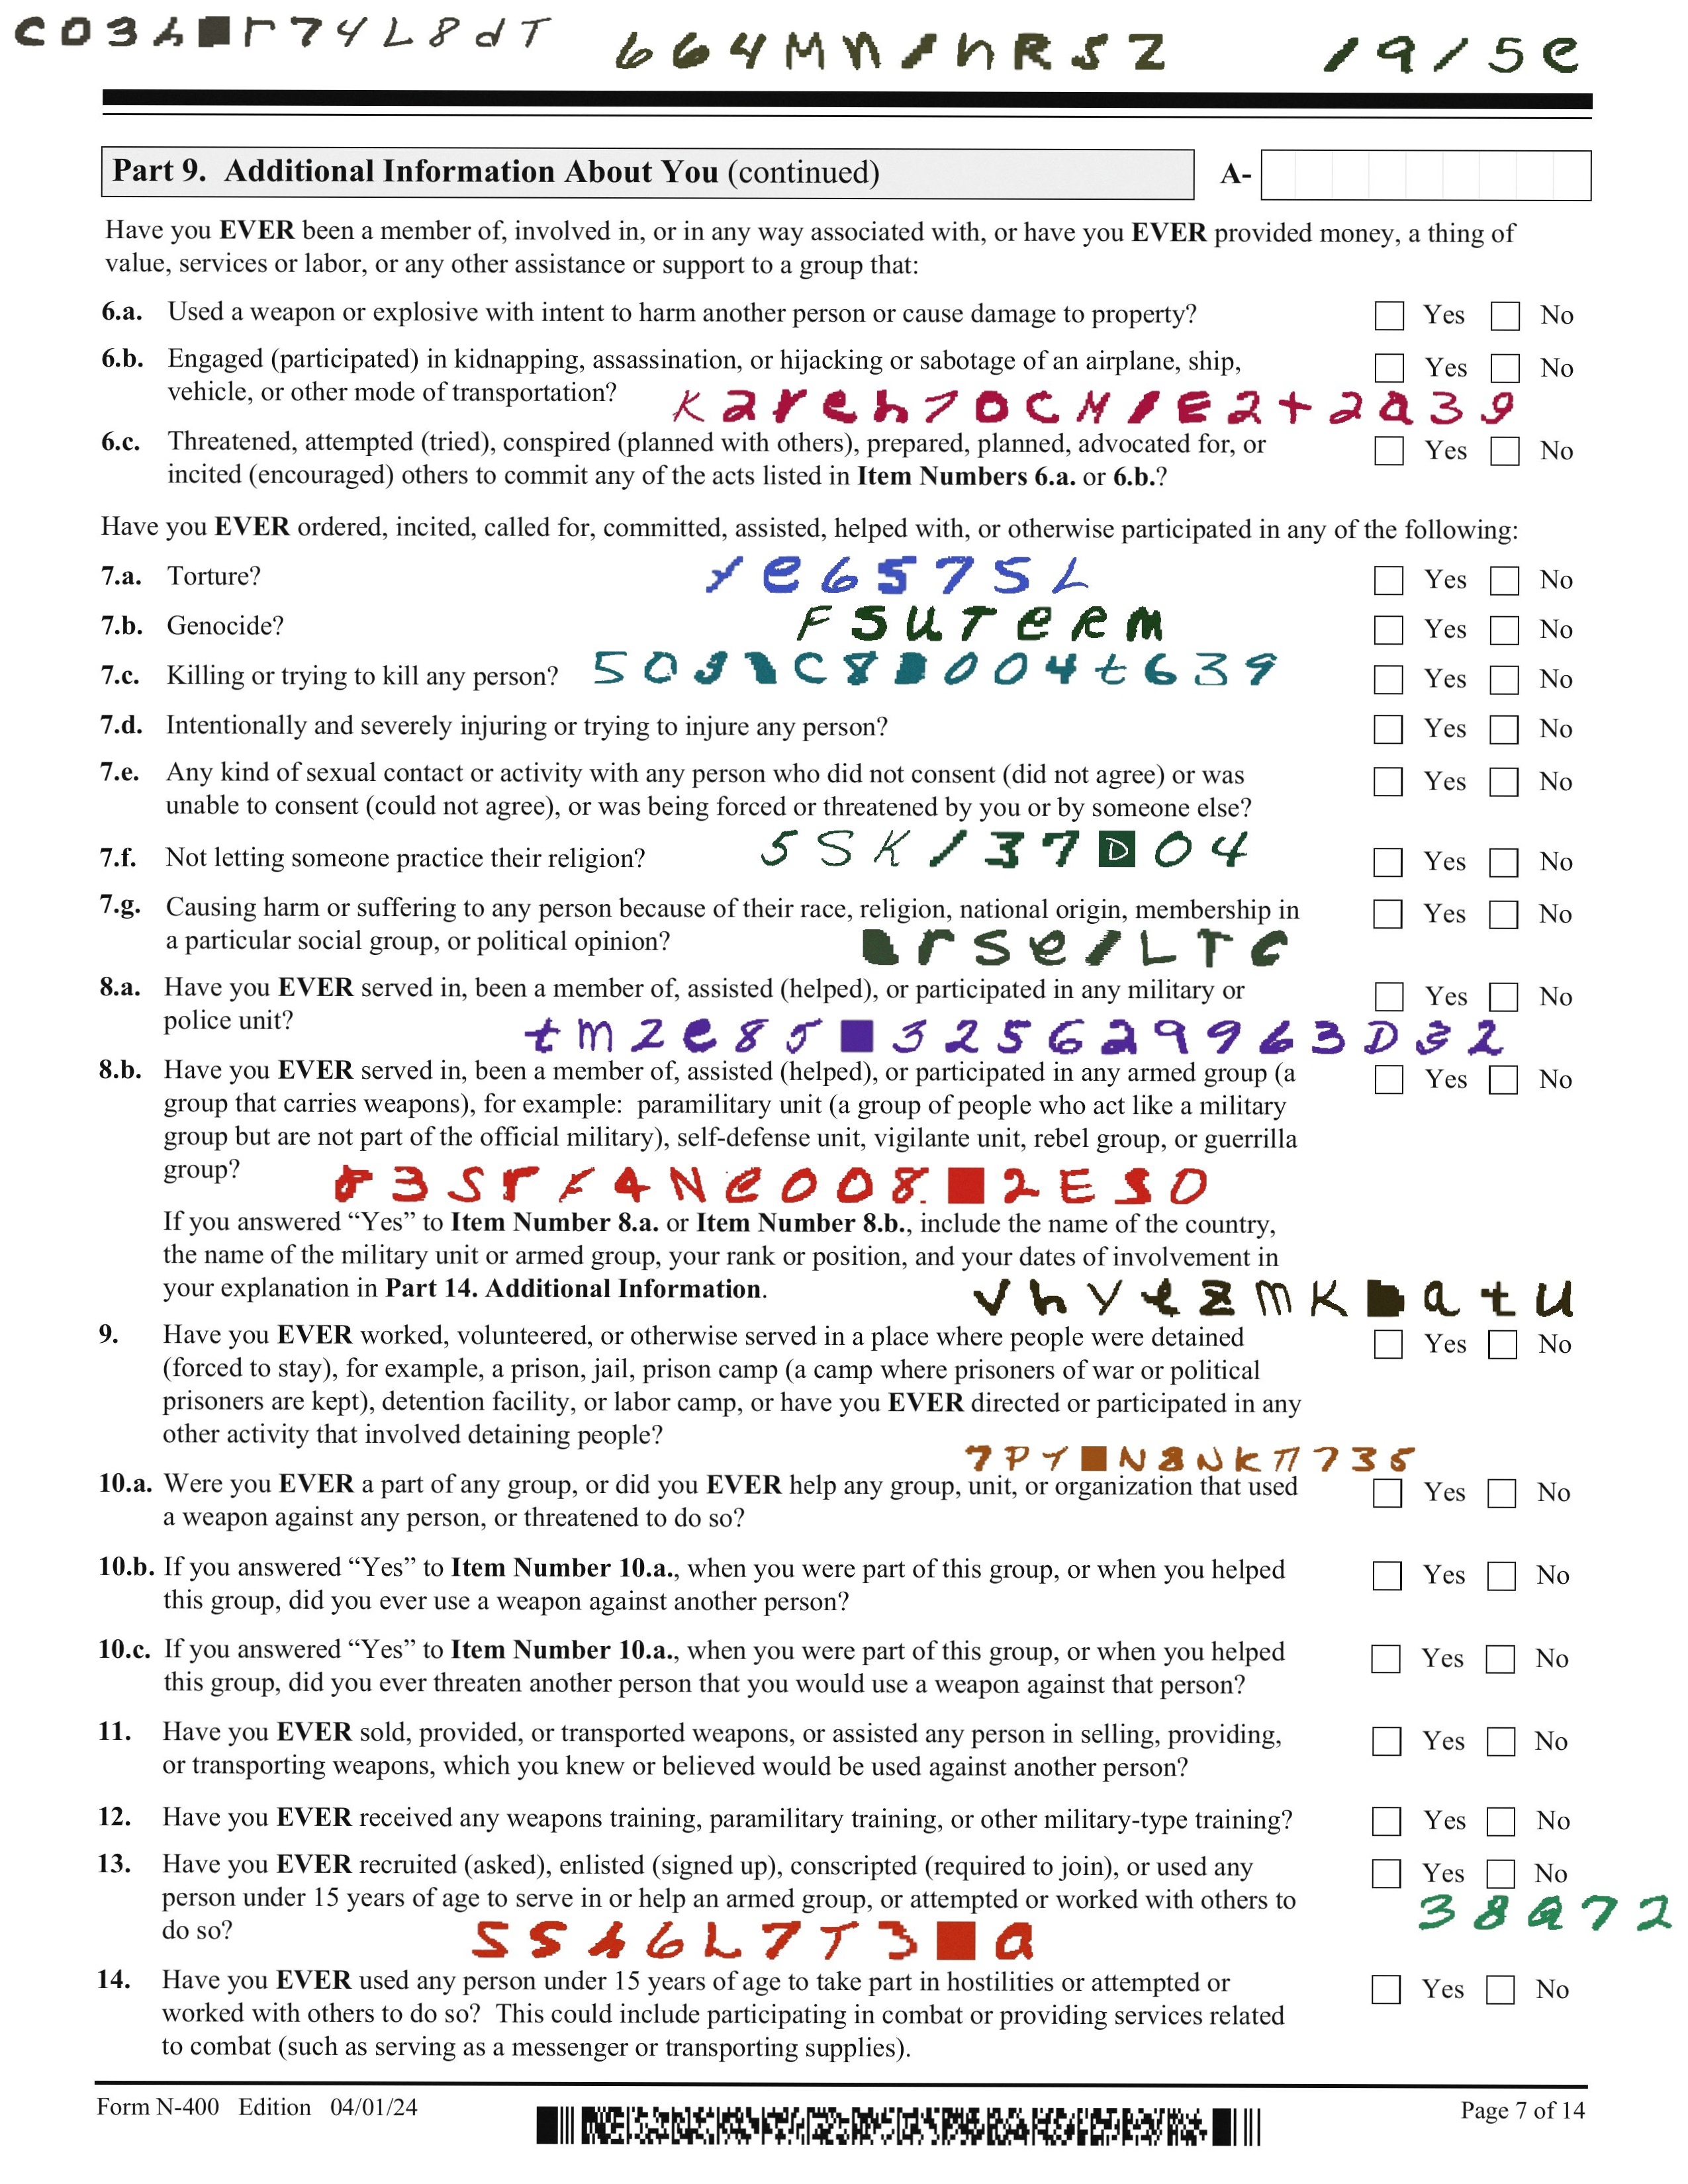 Part 9. Additional Information About You (continued) A-
Have you EVER been a member of, involved in, or in any way associated with, or have you EVER provided money, a thing of
value, services or labor, or any other assistance or support to a group that:
6.a. Used a weapon or explosive with intent to harm another person or cause damage to property? Yes No
6.b. Engaged (participated) in kidnapping, assassination, or hijacking or sabotage of an airplane, ship, Yes No
vehicle, or other mode of transportation?
6.c. Threatened, attempted (tried), conspired (planned with others), prepared, planned, advocated for, or Yes No
incited (encouraged) others to commit any of the acts listed in Item Numbers 6.a. or 6.b.?
Have you EVER ordered, incited, called for, committed, assisted, helped with, or otherwise participated in any of the following:
7.a. Torture? Yes No
7.b. Genocide? FSUTeRm Yes No
7.c. Killing or trying to kill any person? Yes No
7.d. Intentionally and severely injuring or trying to injure any person? Yes No
7.e. Any kind of sexual contact or activity with any person who did not consent (did not agree) or was Yes No
unable to consent (could not agree), or was being forced or threatened by you or by someone else?
7.f. Not letting someone practice their religion? Yes No
7.g. Causing harm or suffering to any person because of their race, religion, national origin, membership in Yes No
a particular social group, or political opinion?
8.a. Have you EVER served in, been a member of, assisted (helped), or participated in any military or Yes No
police unit?
8.b. Have you EVER served in, been a member of, assisted (helped), or participated in any armed group (a Yes No
group that carries weapons), for example: paramilitary unit (a group of people who act like a military
group but are not part of the official military), self-defense unit, vigilante unit, rebel group, or guerrilla
group?
If you answered “Yes” to Item Number 8.a. or Item Number 8.b., include the name of the country,
the name of the military unit or armed group, your rank or position, and your dates of involvement in
your explanation in Part 14. Additional Information.
9. Have you EVER worked, volunteered, or otherwise served in a place where people were detained Yes No
(forced to stay), for example, a prison, jail, prison camp (a camp where prisoners of war or political
prisoners are kept), detention facility, or labor camp, or have you EVER directed or participated in any
other activity that involved detaining people?
10.a. Were you EVER a part of any group, or did you EVER help any group, unit, or organization that used Yes No
a weapon against any person, or threatened to do so?
10.b. If you answered “Yes” to Item Number 10.a., when you were part of this group, or when you helped Yes No
this group, did you ever use a weapon against another person?
10.c. If you answered “Yes” to Item Number 10.a., when you were part of this group, or when you helped Yes No
this group, did you ever threaten another person that you would use a weapon against that person?
11. Have you EVER sold, provided, or transported weapons, or assisted any person in selling, providing, Yes No
or transporting weapons, which you knew or believed would be used against another person?
12. Have you EVER received any weapons training, paramilitary training, or other military-type training? Yes No
13. Have you EVER recruited (asked), enlisted (signed up), conscripted (required to join), or used any Yes No
person under 15 years of age to serve in or help an armed group, or attempted or worked with others to
do so?
14. Have you EVER used any person under 15 years of age to take part in hostilities or attempted or Yes No
worked with others to do so? This could include participating in combat or providing services related
to combat (such as serving as a messenger or transporting supplies).
Form N-400 Edition 04/01/24 Page 7 of 14